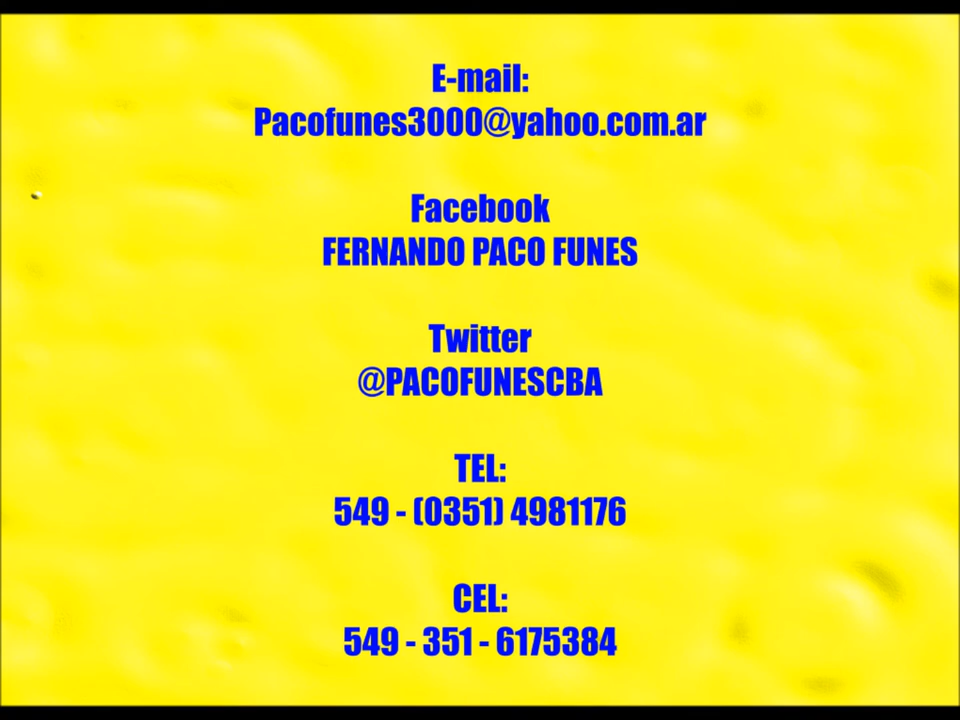 E-mail:
Pacofunes3000@yahoo.com.ar
Facebook
FERNANDO PACO FUNES
Twitter
@PACOFUNESCBA
TEL:
549 - (0351) 4981176
CEL:
549 - 351 - 6175384